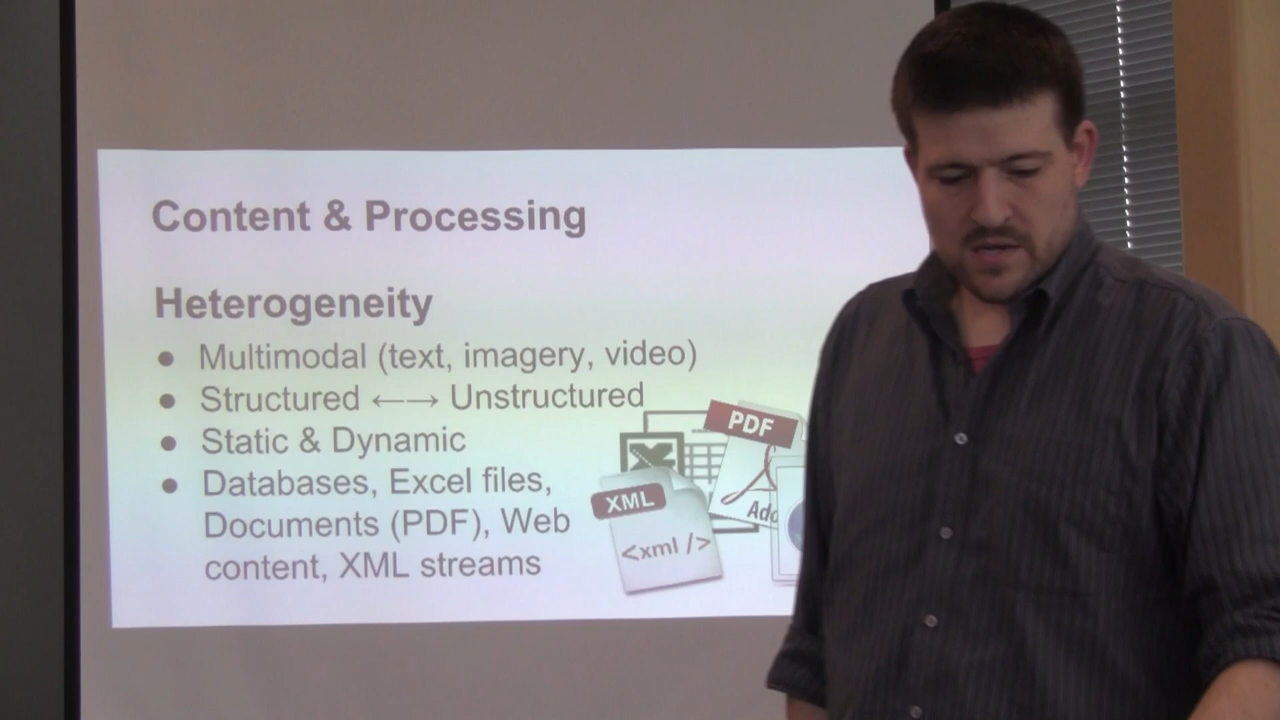 Content & Processing
Heterogeneity
● Multimodal (text, imagery, video)
● Structured ←→ Unstructured
● Static & Dynamic
● Databases, Excel files,
Documents (PDF), Web
content, XML streams
PDF
XML
<xml />